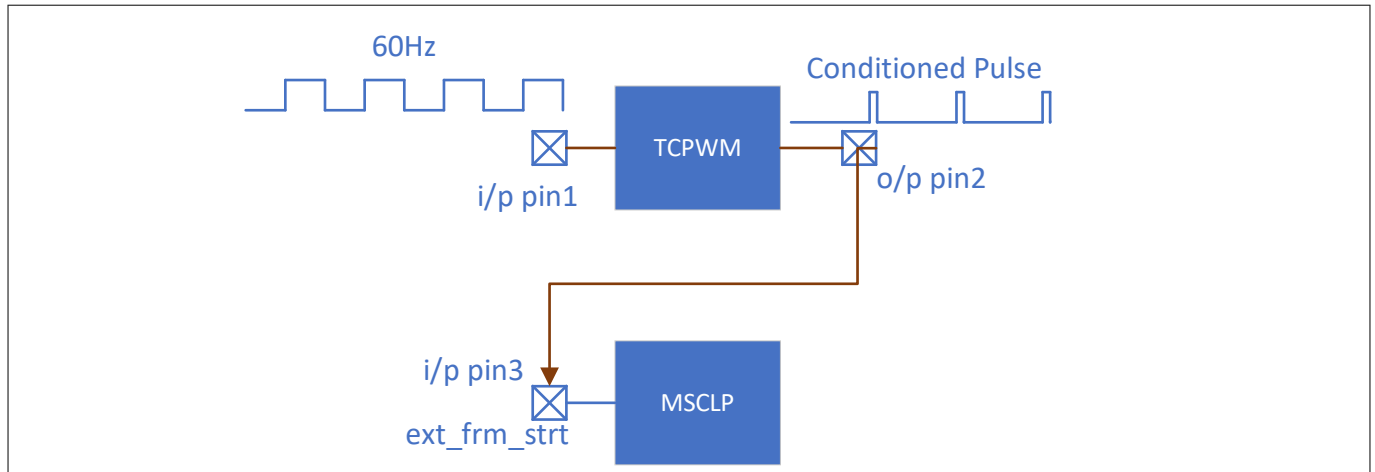 60Hz
Conditioned Pulse
TCPWM
i/p pin1
o/p pin2
i/p pin3
MSCLP
ext_frm_strt